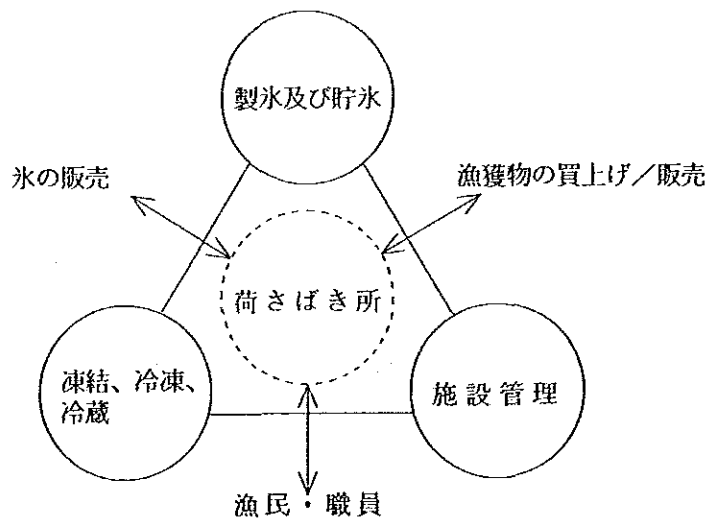 製氷及び貯氷
氷の販売
漁獲物の買上げ／販売
荷さばき所
凍結、冷凍、
冷蔵
施設管理
漁民・職員